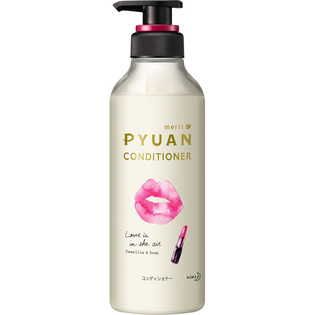 merit
PYUAN
CONDITIONER
Love is
in the air
Camellia & Soap
コンディショナー
KAO